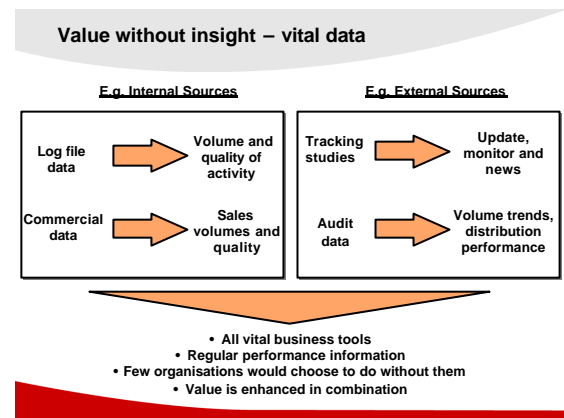 Value without insight – vital data
E.g. Internal Sources
Log file
data
Volume and
quality of
activity
Commercial
data
Sales
volumes and
quality
E.g. External Sources
Tracking
studies
Update,
monitor and
news
Audit
data
Volume trends,
distribution
performance
• All vital business tools
• Regular performance information
• Few organisations would choose to do without them
• Value is enhanced in combination